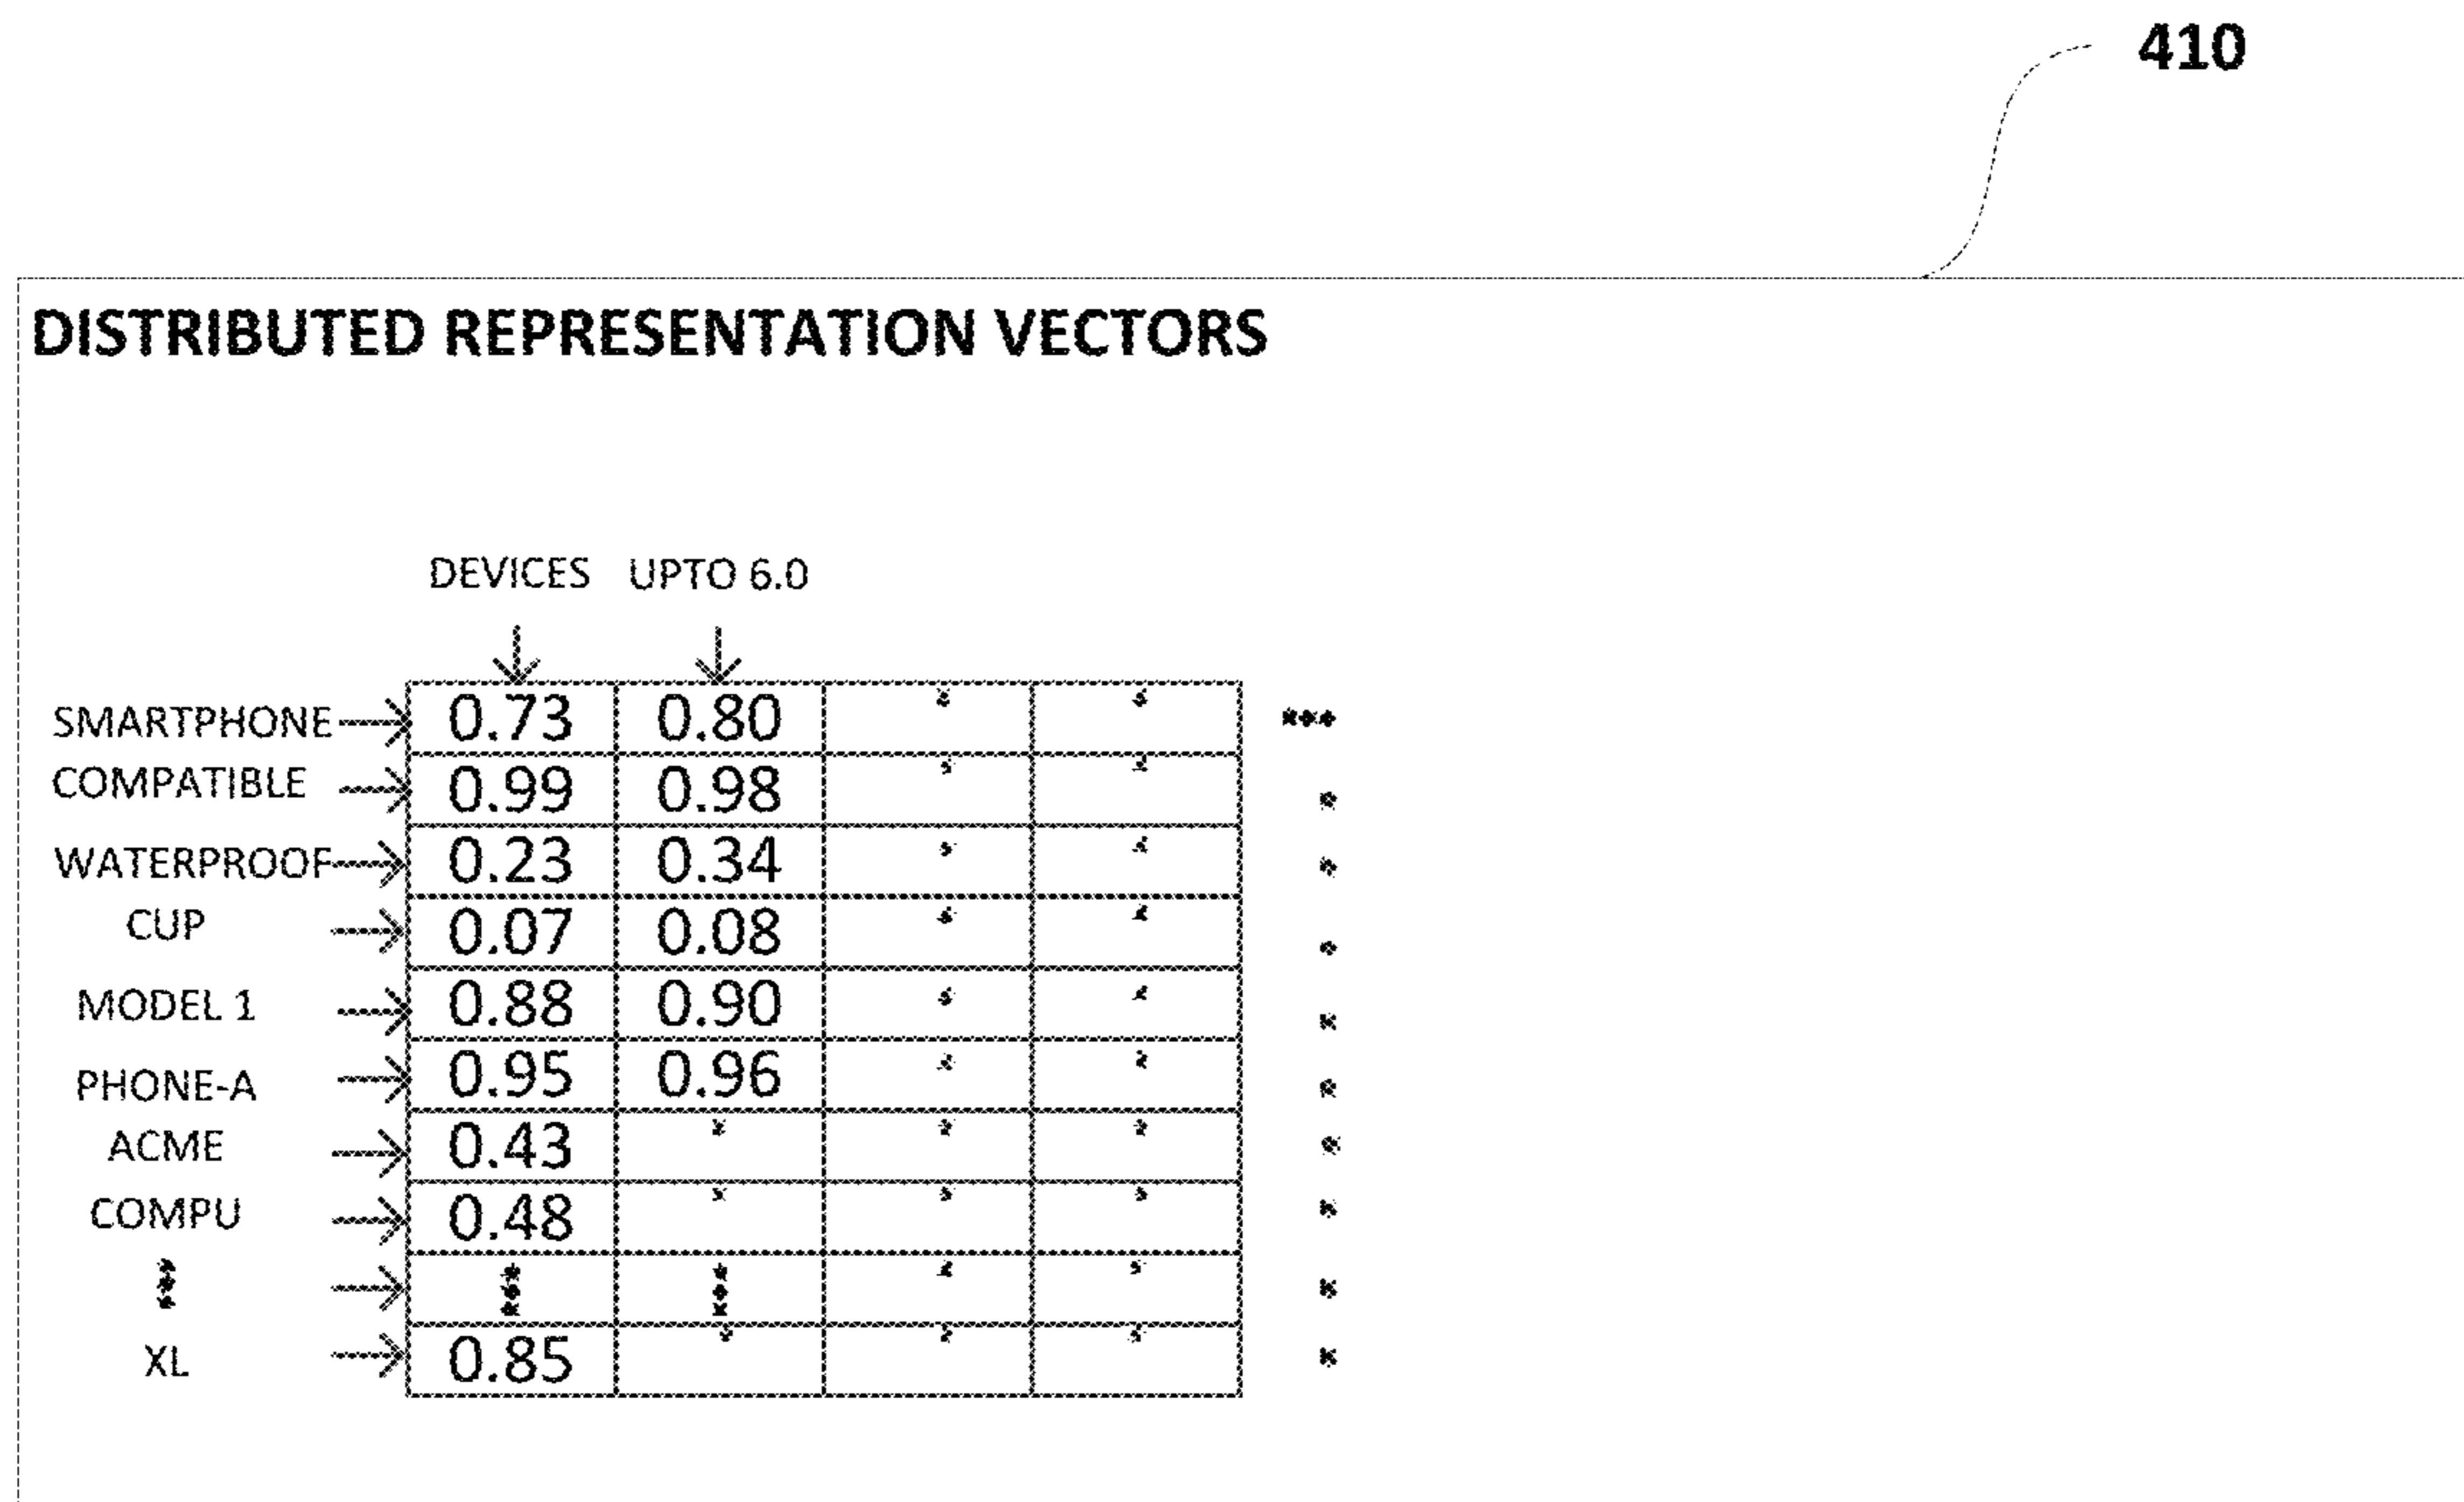 410
DISTRIBUTED REPRESENTATION VECTORS
DEVICES UPTO 6.0
SMARTPHONE 0.73 0.80
COMPATIBLE 0.99 0.98
WATERPROOF 0.23 0.34
CUP 0.07 0.08
MODEL 1 0.88 0.90
PHONE-A 0.95 0.96
ACME 0.43
COMPU 0.48
XL 0.85